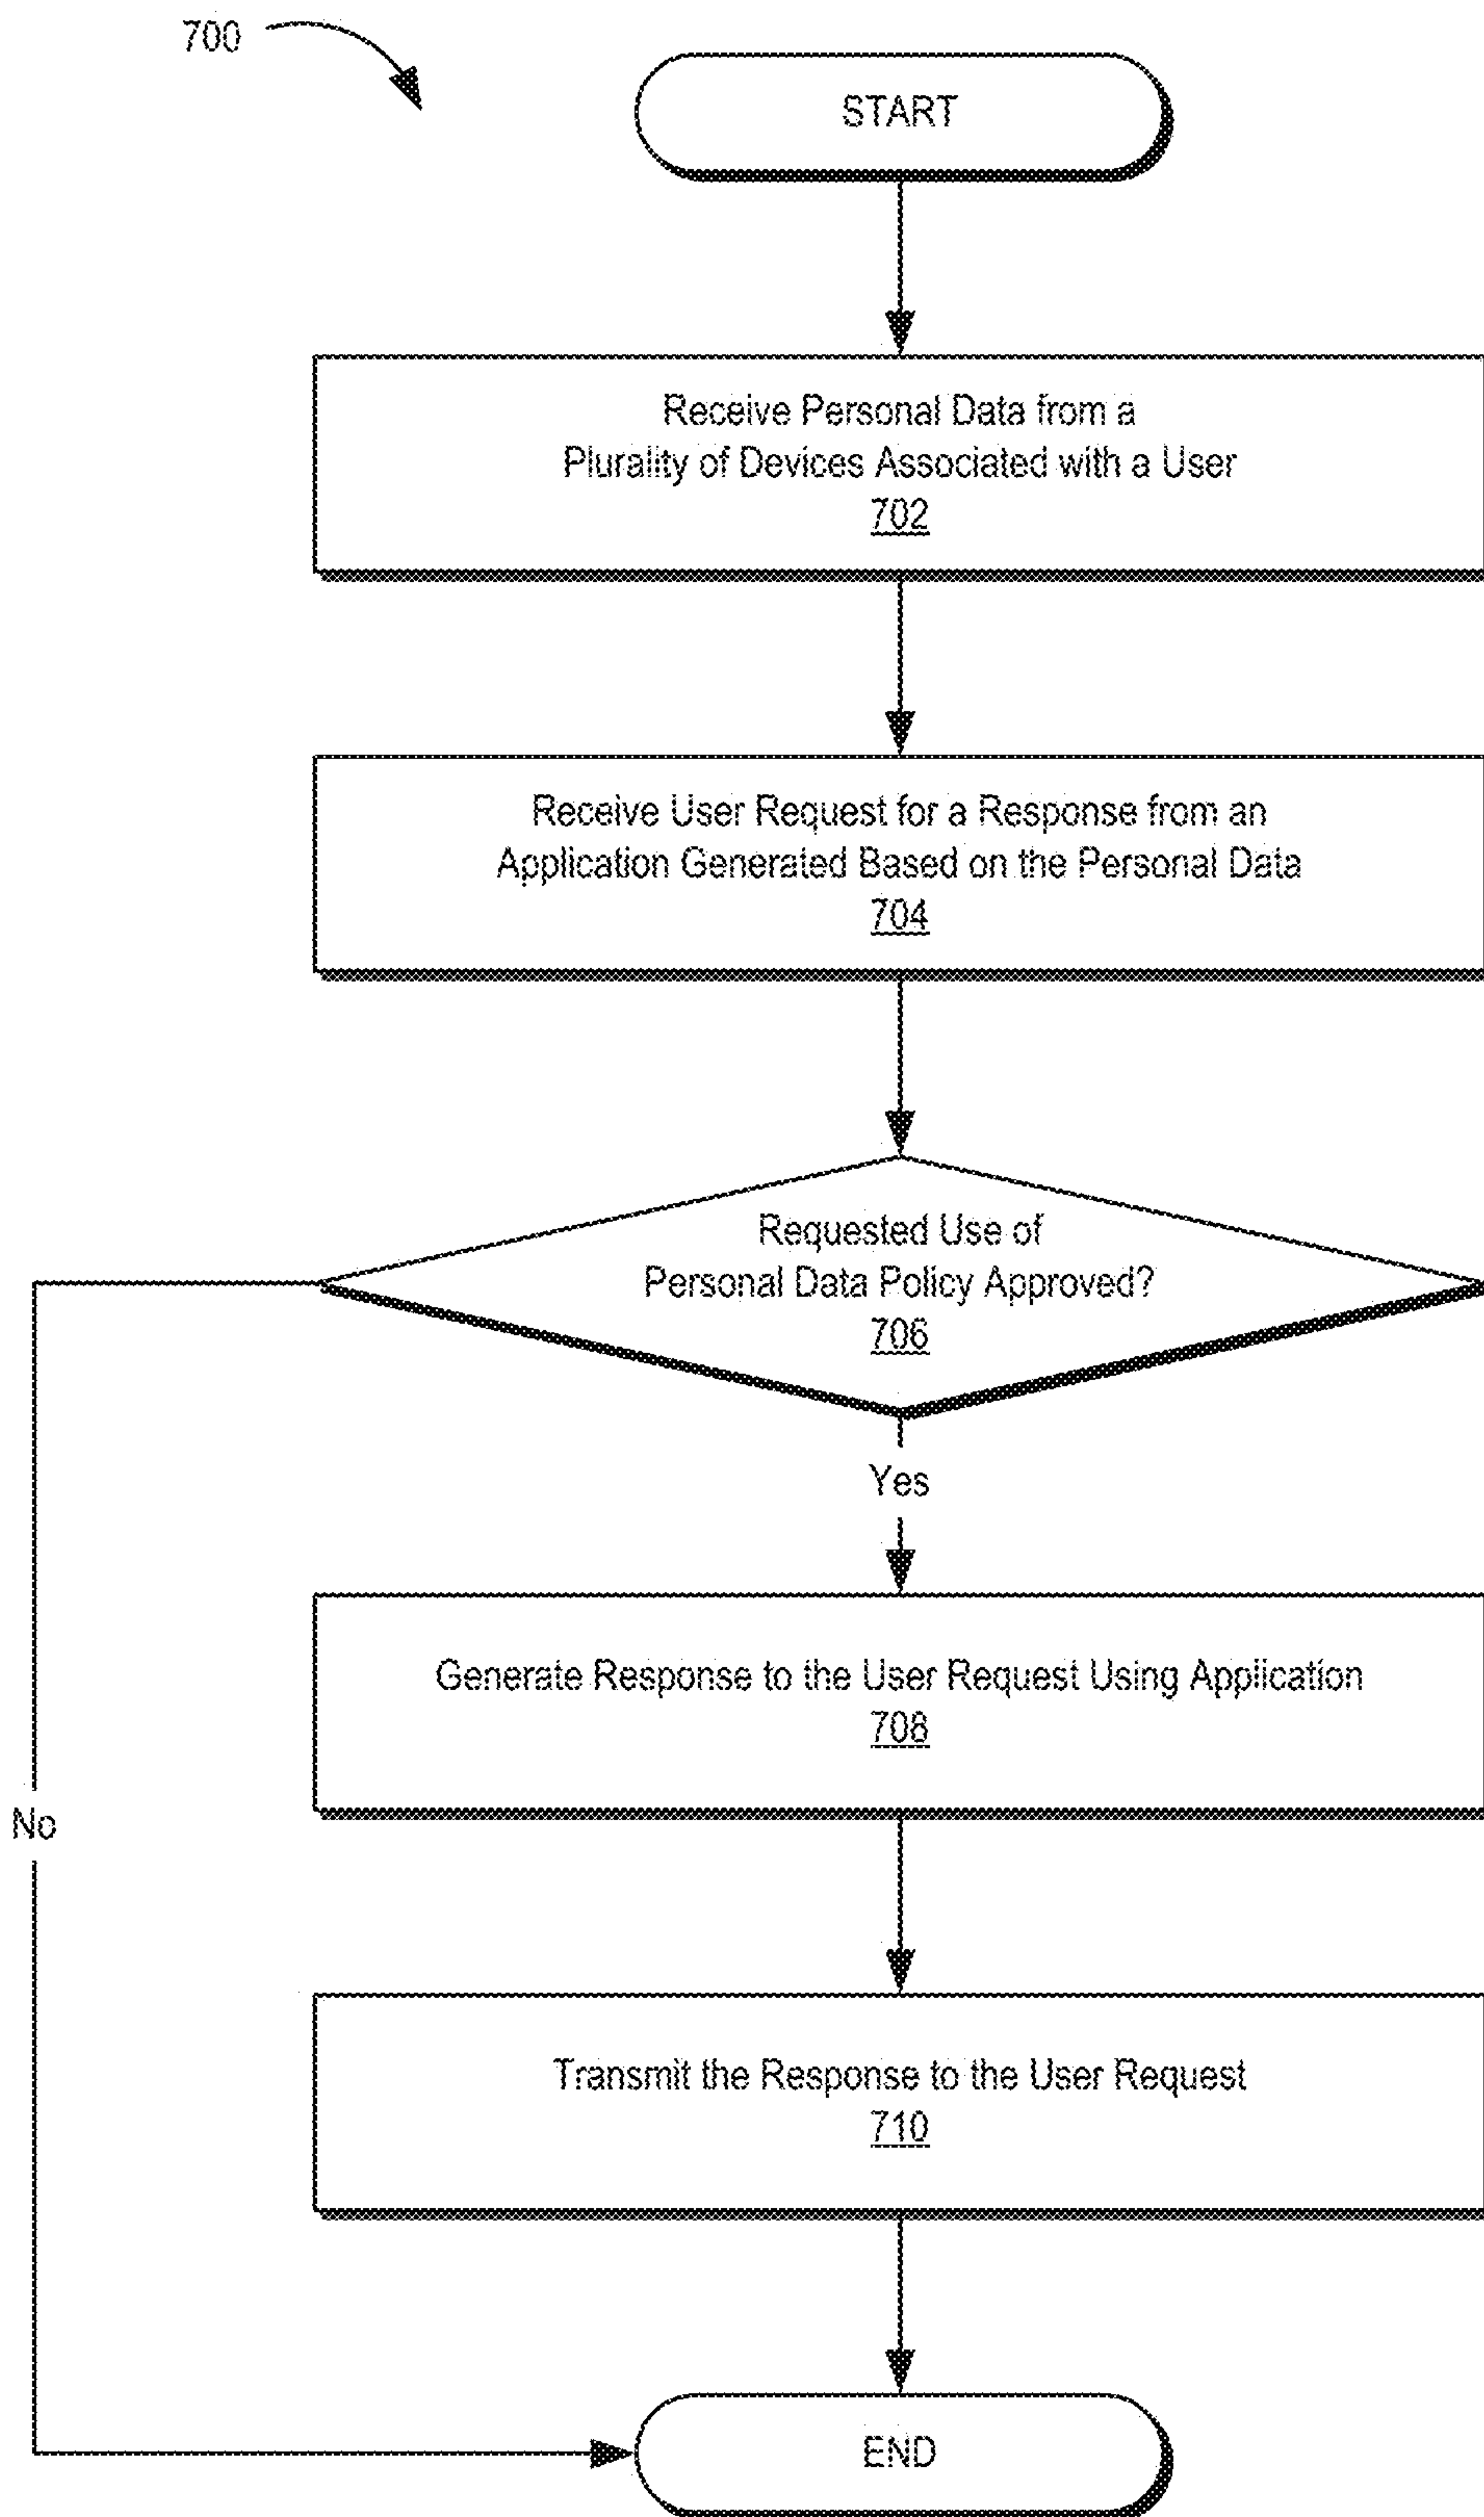 700
START
Receive Personal Data from a
Plurality of Devices Associated with a User
702
Receive User Request for a Response from an
Application Generated Based on the Personal Data
704
Requested Use of
Personal Data Policy Approved?
706
Yes
Generate Response to the User Request Using Application
708
No
Transmit the Response to the User Request
710
END